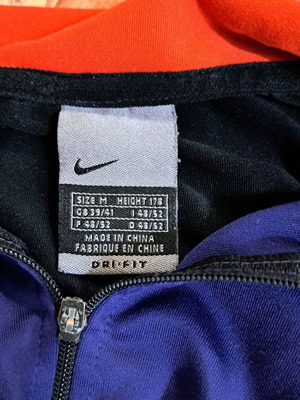 SIZE M HEIGHT 178
GB 39/41 I 48/52
F 48/52 D 48/52
MADE IN CHINA
FABRIQUE EN CHINE
DRI-FIT